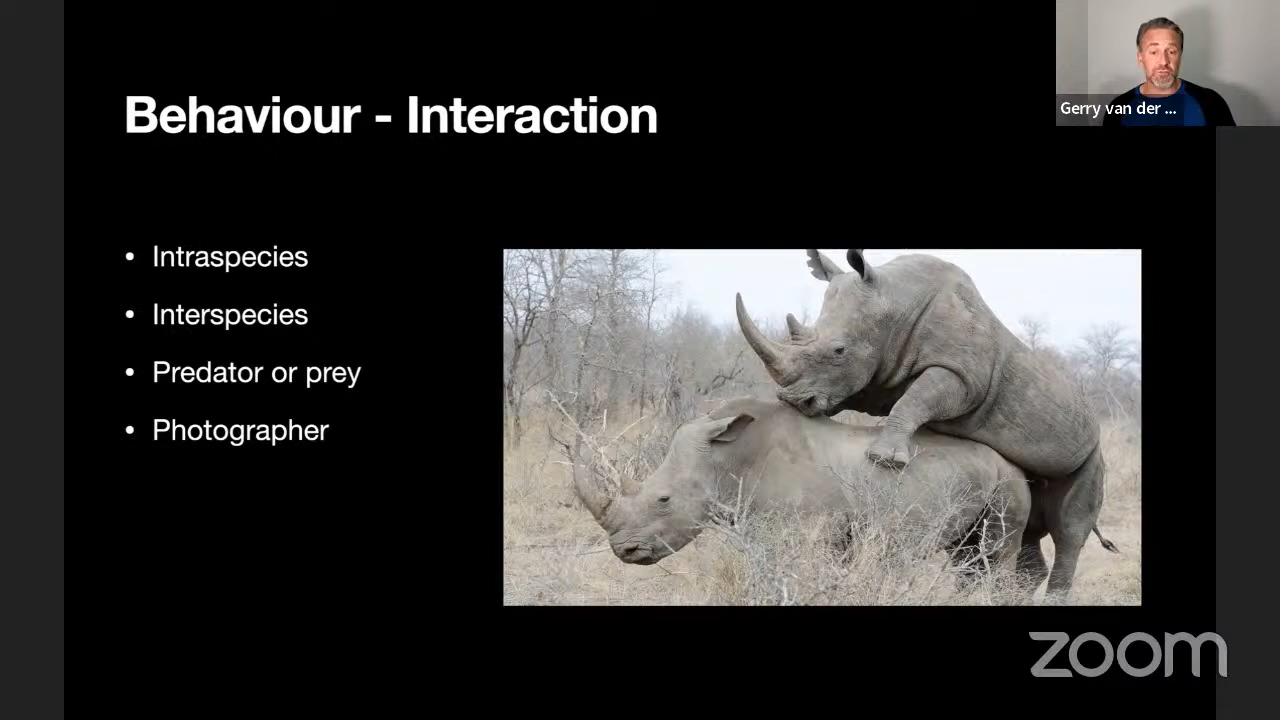 Behaviour - Interaction
Gerry van der ...
• Intraspecies
• Interspecies
• Predator or prey
• Photographer
zoom